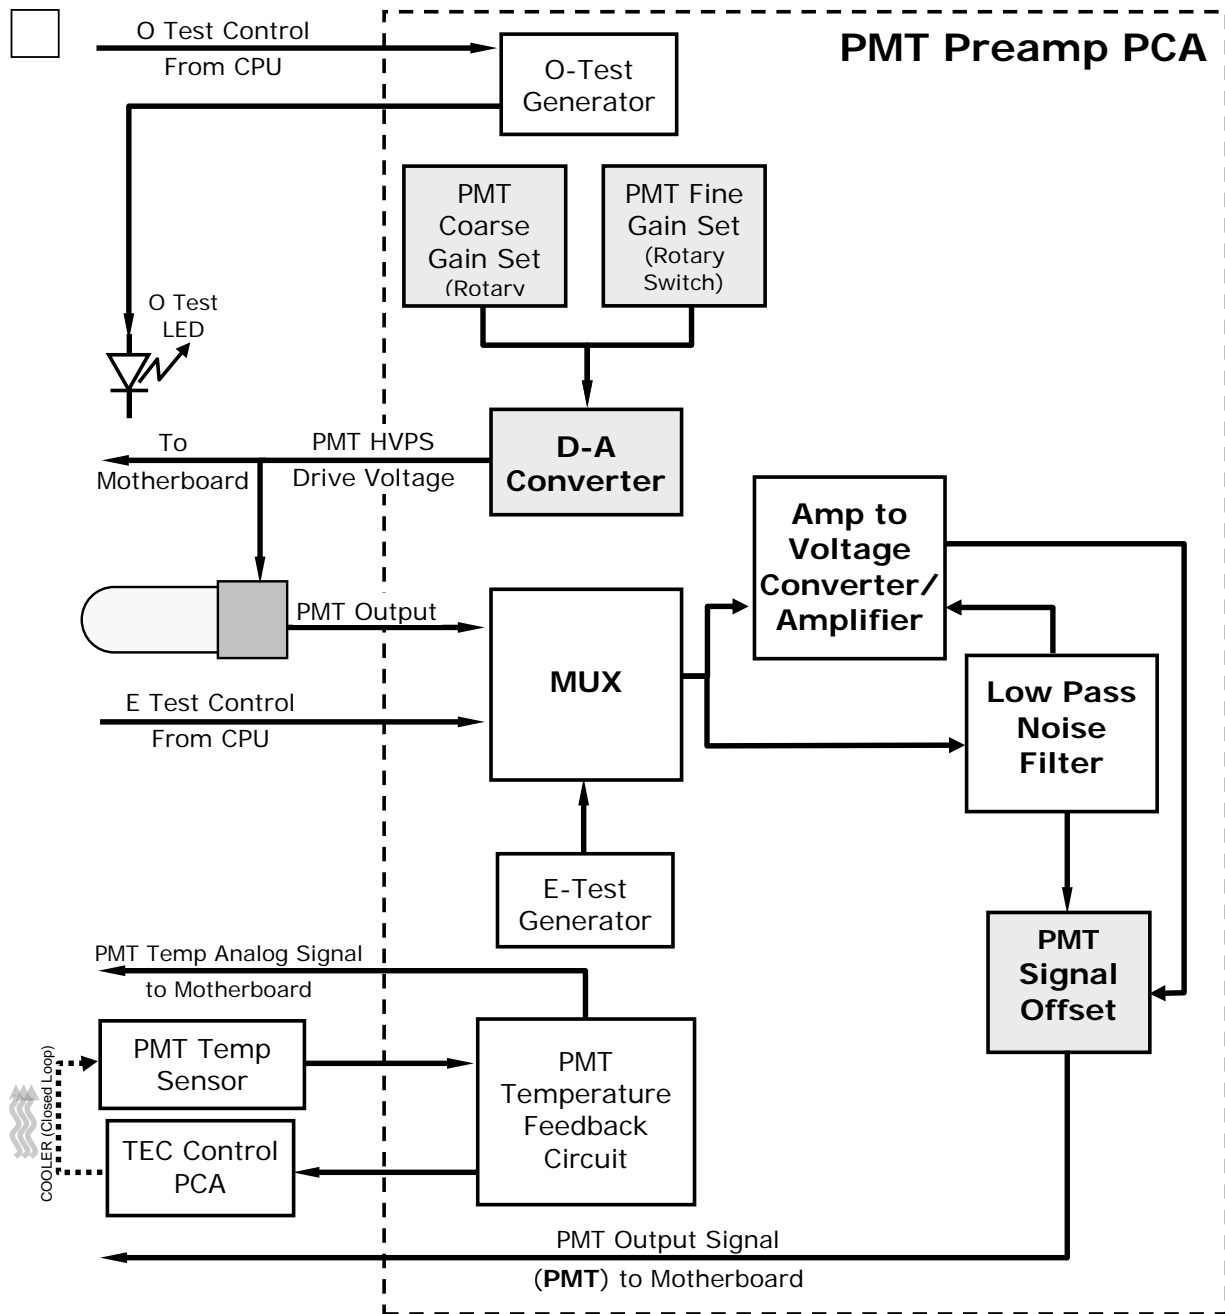 O Test Control
From CPU
PMT Preamp PCA
O-Test
Generator
PMT
Coarse
Gain Set
(Rotary
PMT Fine
Gain Set
(Rotary
Switch)
O Test
LED
D-A
Converter
To
Motherboard
PMT HVPS
Drive Voltage
Amp to
Voltage
Converter/
Amplifier
PMT Output
MUX
Low Pass
Noise
Filter
E Test Control
From CPU
E-Test
Generator
PMT
Signal
Offset
PMT Temp Analog Signal
to Motherboard
PMT Temp
Sensor
PMT
Temperature
Feedback
Circuit
TEC Control
PCA
COOLER (Closed Loop)
PMT Output Signal
(PMT) to Motherboard